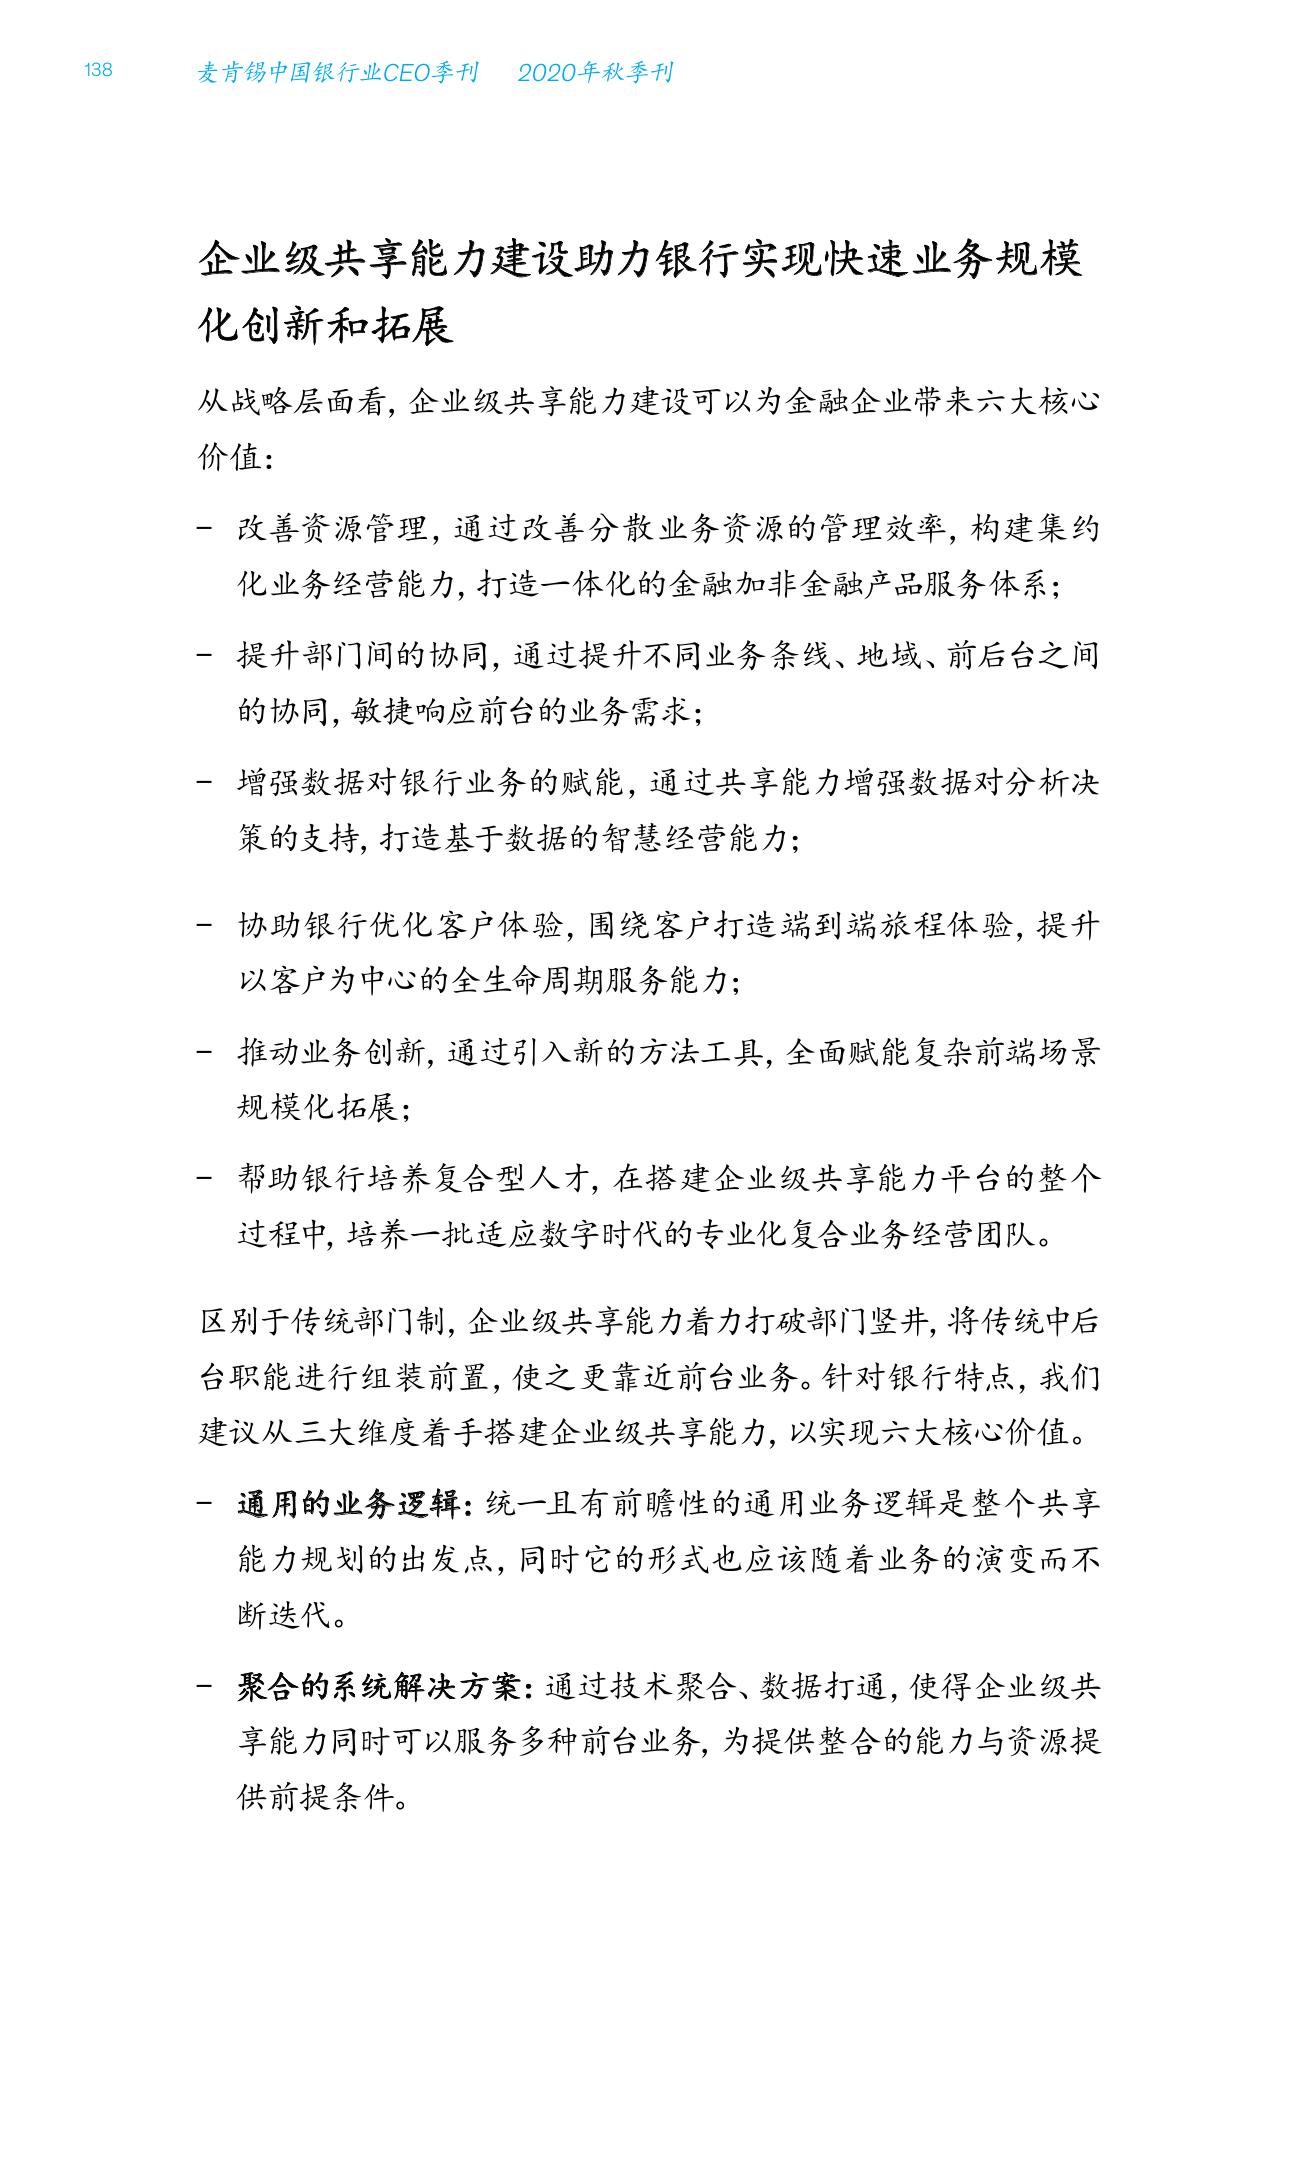 138 麦肯锡中国银行业CEO季刊 2020年秋季刊
企业级共享能力建设助力银行实现快速业务规模
化创新和拓展
从战略层面看，企业级共享能力建设可以为金融企业带来六大核心
价值：
– 改善资源管理，通过改善分散业务资源的管理效率，构建集约
化业务经营能力，打造一体化的金融加非金融产品服务体系；
– 提升部门间的协同，通过提升不同业务条线、地域、前后台之间
的协同，敏捷响应前台的业务需求；
– 增强数据对银行业务的赋能，通过共享能力增强数据对分析决
策的支持，打造基于数据的智慧经营能力；
– 协助银行优化客户体验，围绕客户打造端到端旅程体验，提升
以客户为中心的全生命周期服务能力；
– 推动业务创新，通过引入新的方法工具，全面赋能复杂前端场景
规模化拓展；
– 帮助银行培养复合型人才，在搭建企业级共享能力平台的整个
过程中，培养一批适应数字时代的专业化复合业务经营团队。
区别于传统部门制，企业级共享能力着力打破部门竖井，将传统中后
台职能进行组装前置，使之更靠近前台业务。针对银行特点，我们
建议从三大维度着手搭建企业级共享能力，以实现六大核心价值。
– 通用的业务逻辑：统一且有前瞻性的通用业务逻辑是整个共享
能力规划的出发点，同时它的形式也应该随着业务的演变而不
断迭代。
– 聚合的系统解决方案：通过技术聚合、数据打通，使得企业级共
享能力同时可以服务多种前台业务，为提供整合的能力与资源提
供前提条件。